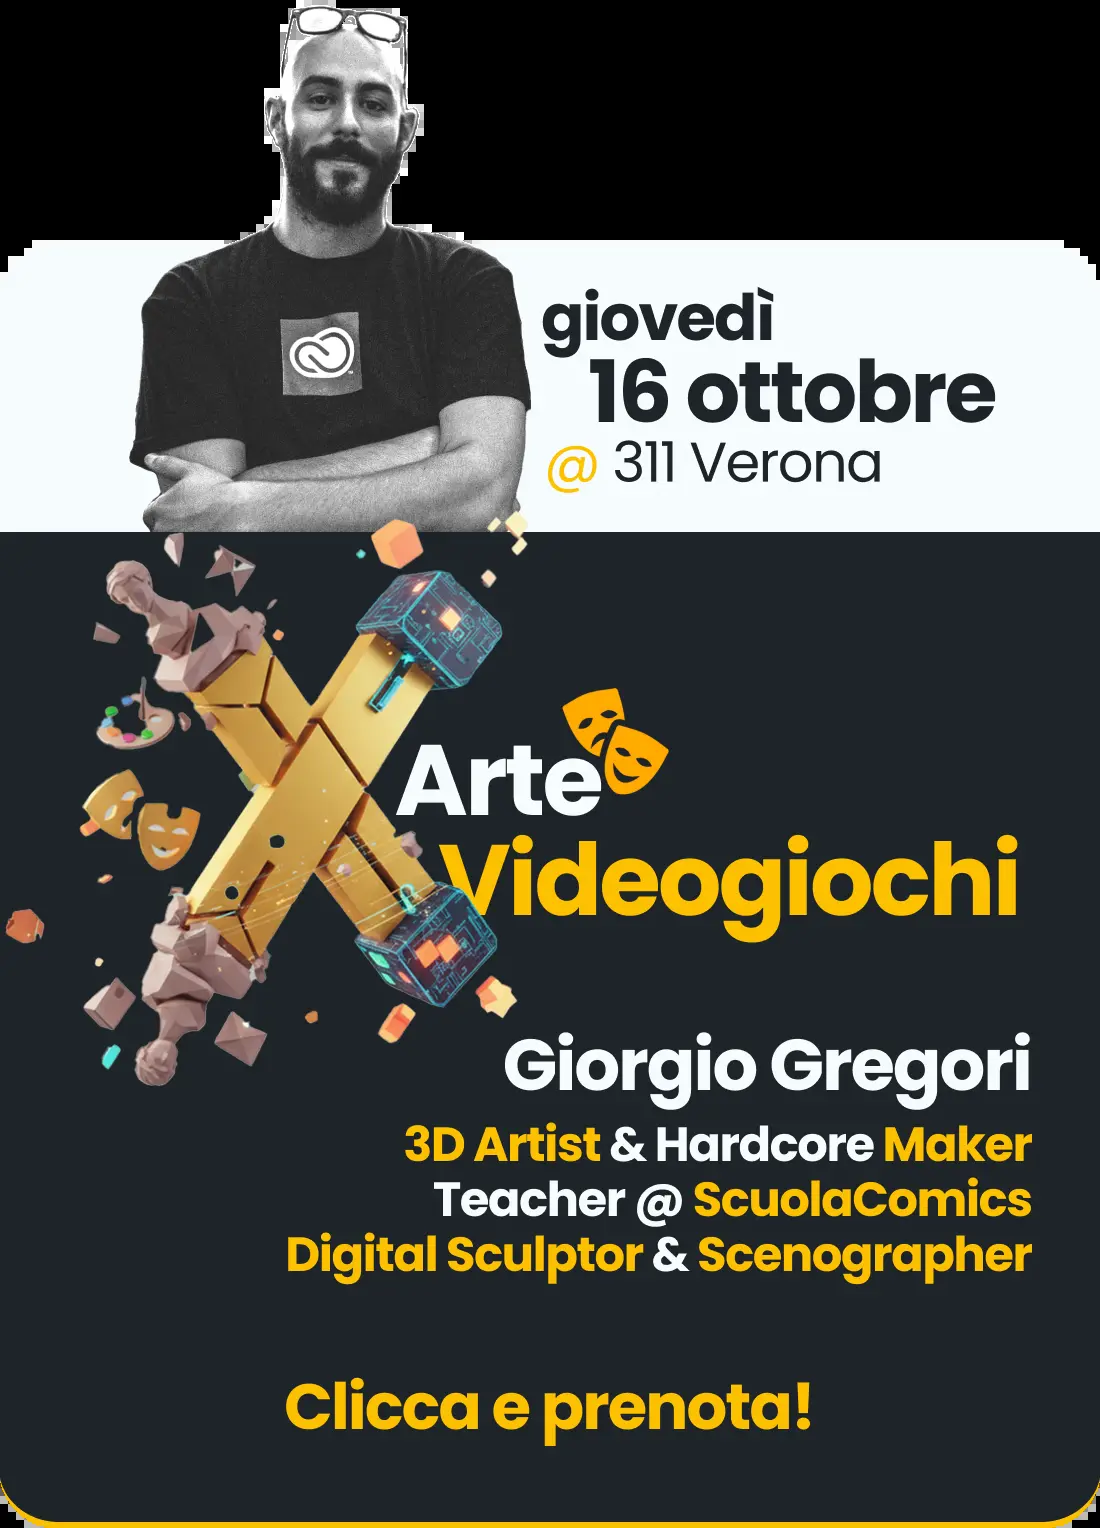 giovedì
16 ottobre
@ 311 Verona
Arte
Videogiochi
Giorgio Gregori
3D Artist & Hardcore Maker
Teacher @ ScuolaComics
Digital Sculptor & Scenographer
Clicca e prenota!